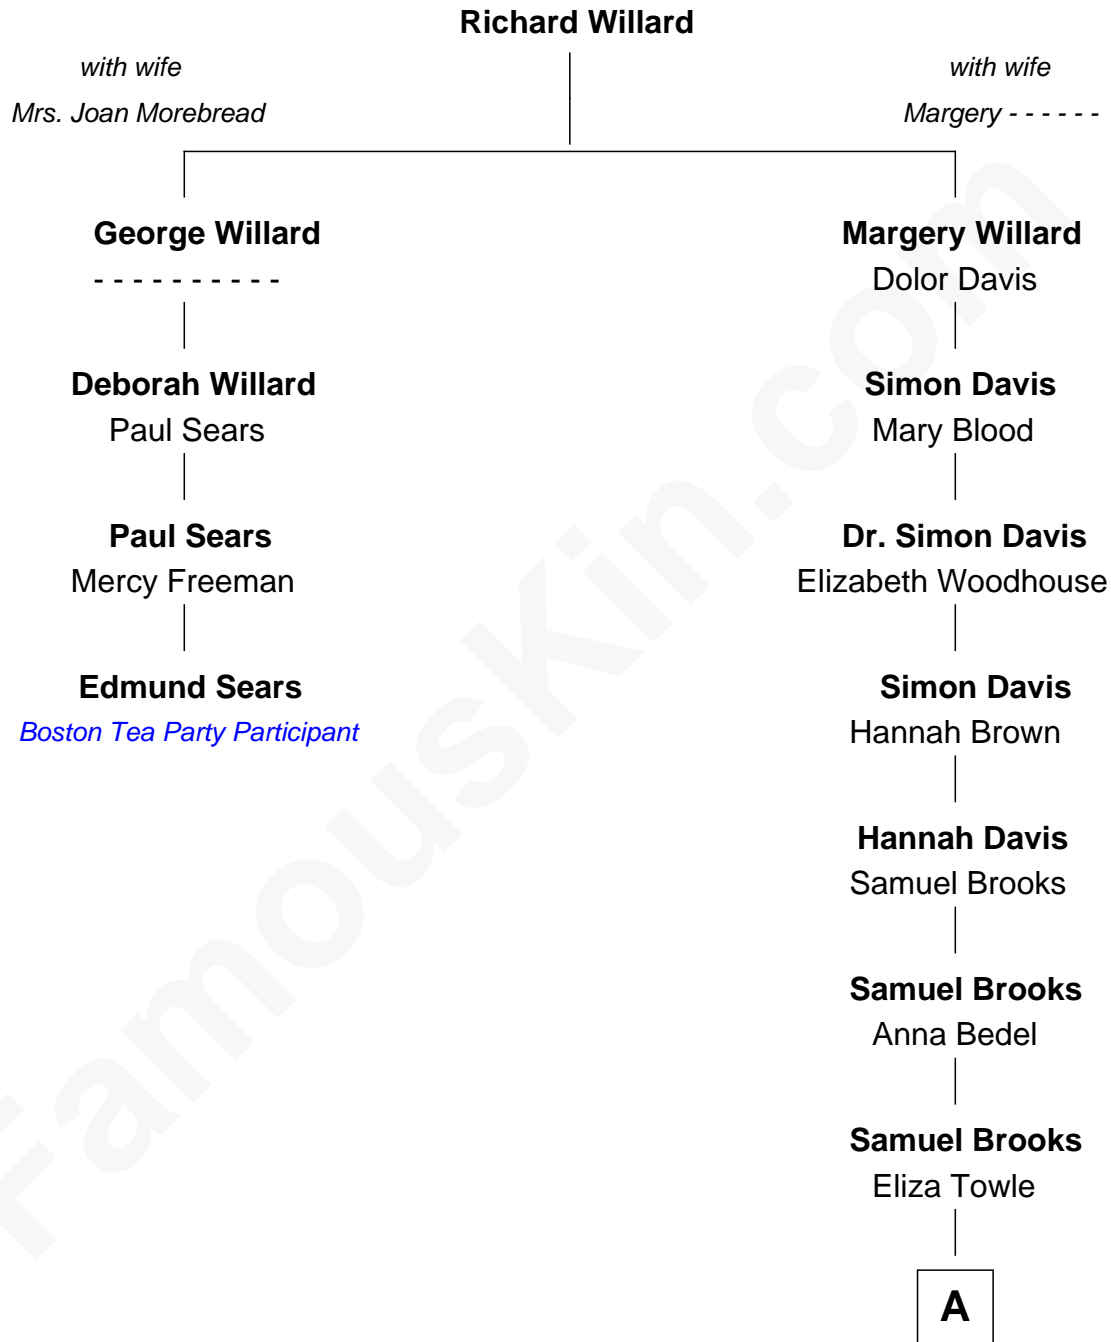 Richard Willard
with wife
Mrs. Joan Morebread
with wife
Margery - - - - - -
George Willard
- - - - - - - - - -
Margery Willard
Dolor Davis
Deborah Willard
Paul Sears
Simon Davis
Mary Blood
Paul Sears
Mercy Freeman
Dr. Simon Davis
Elizabeth Woodhouse
Edmund Sears
Boston Tea Party Participant
Simon Davis
Hannah Brown
Hannah Davis
Samuel Brooks
Samuel Brooks
Anna Bedel
Samuel Brooks
Eliza Towle
A
FamousKin.com